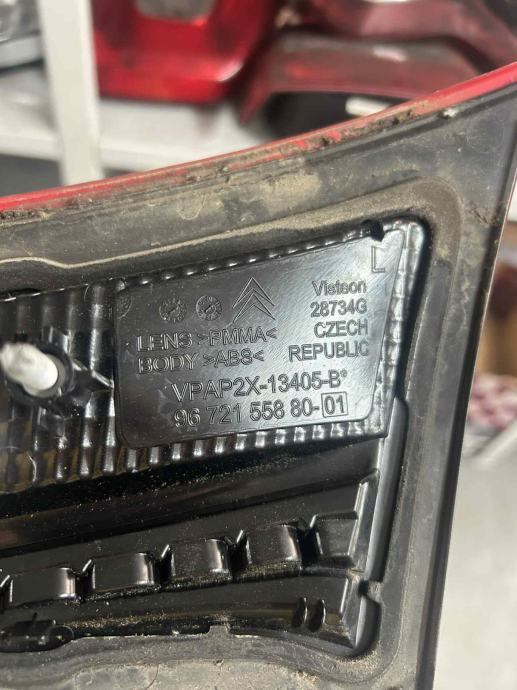 L
Visteon
28734G
CZECH
REPUBLIC
LENS >PMMA<
BODY >ABS<
VPAP2X-13405-B*
96 721 558 80-01